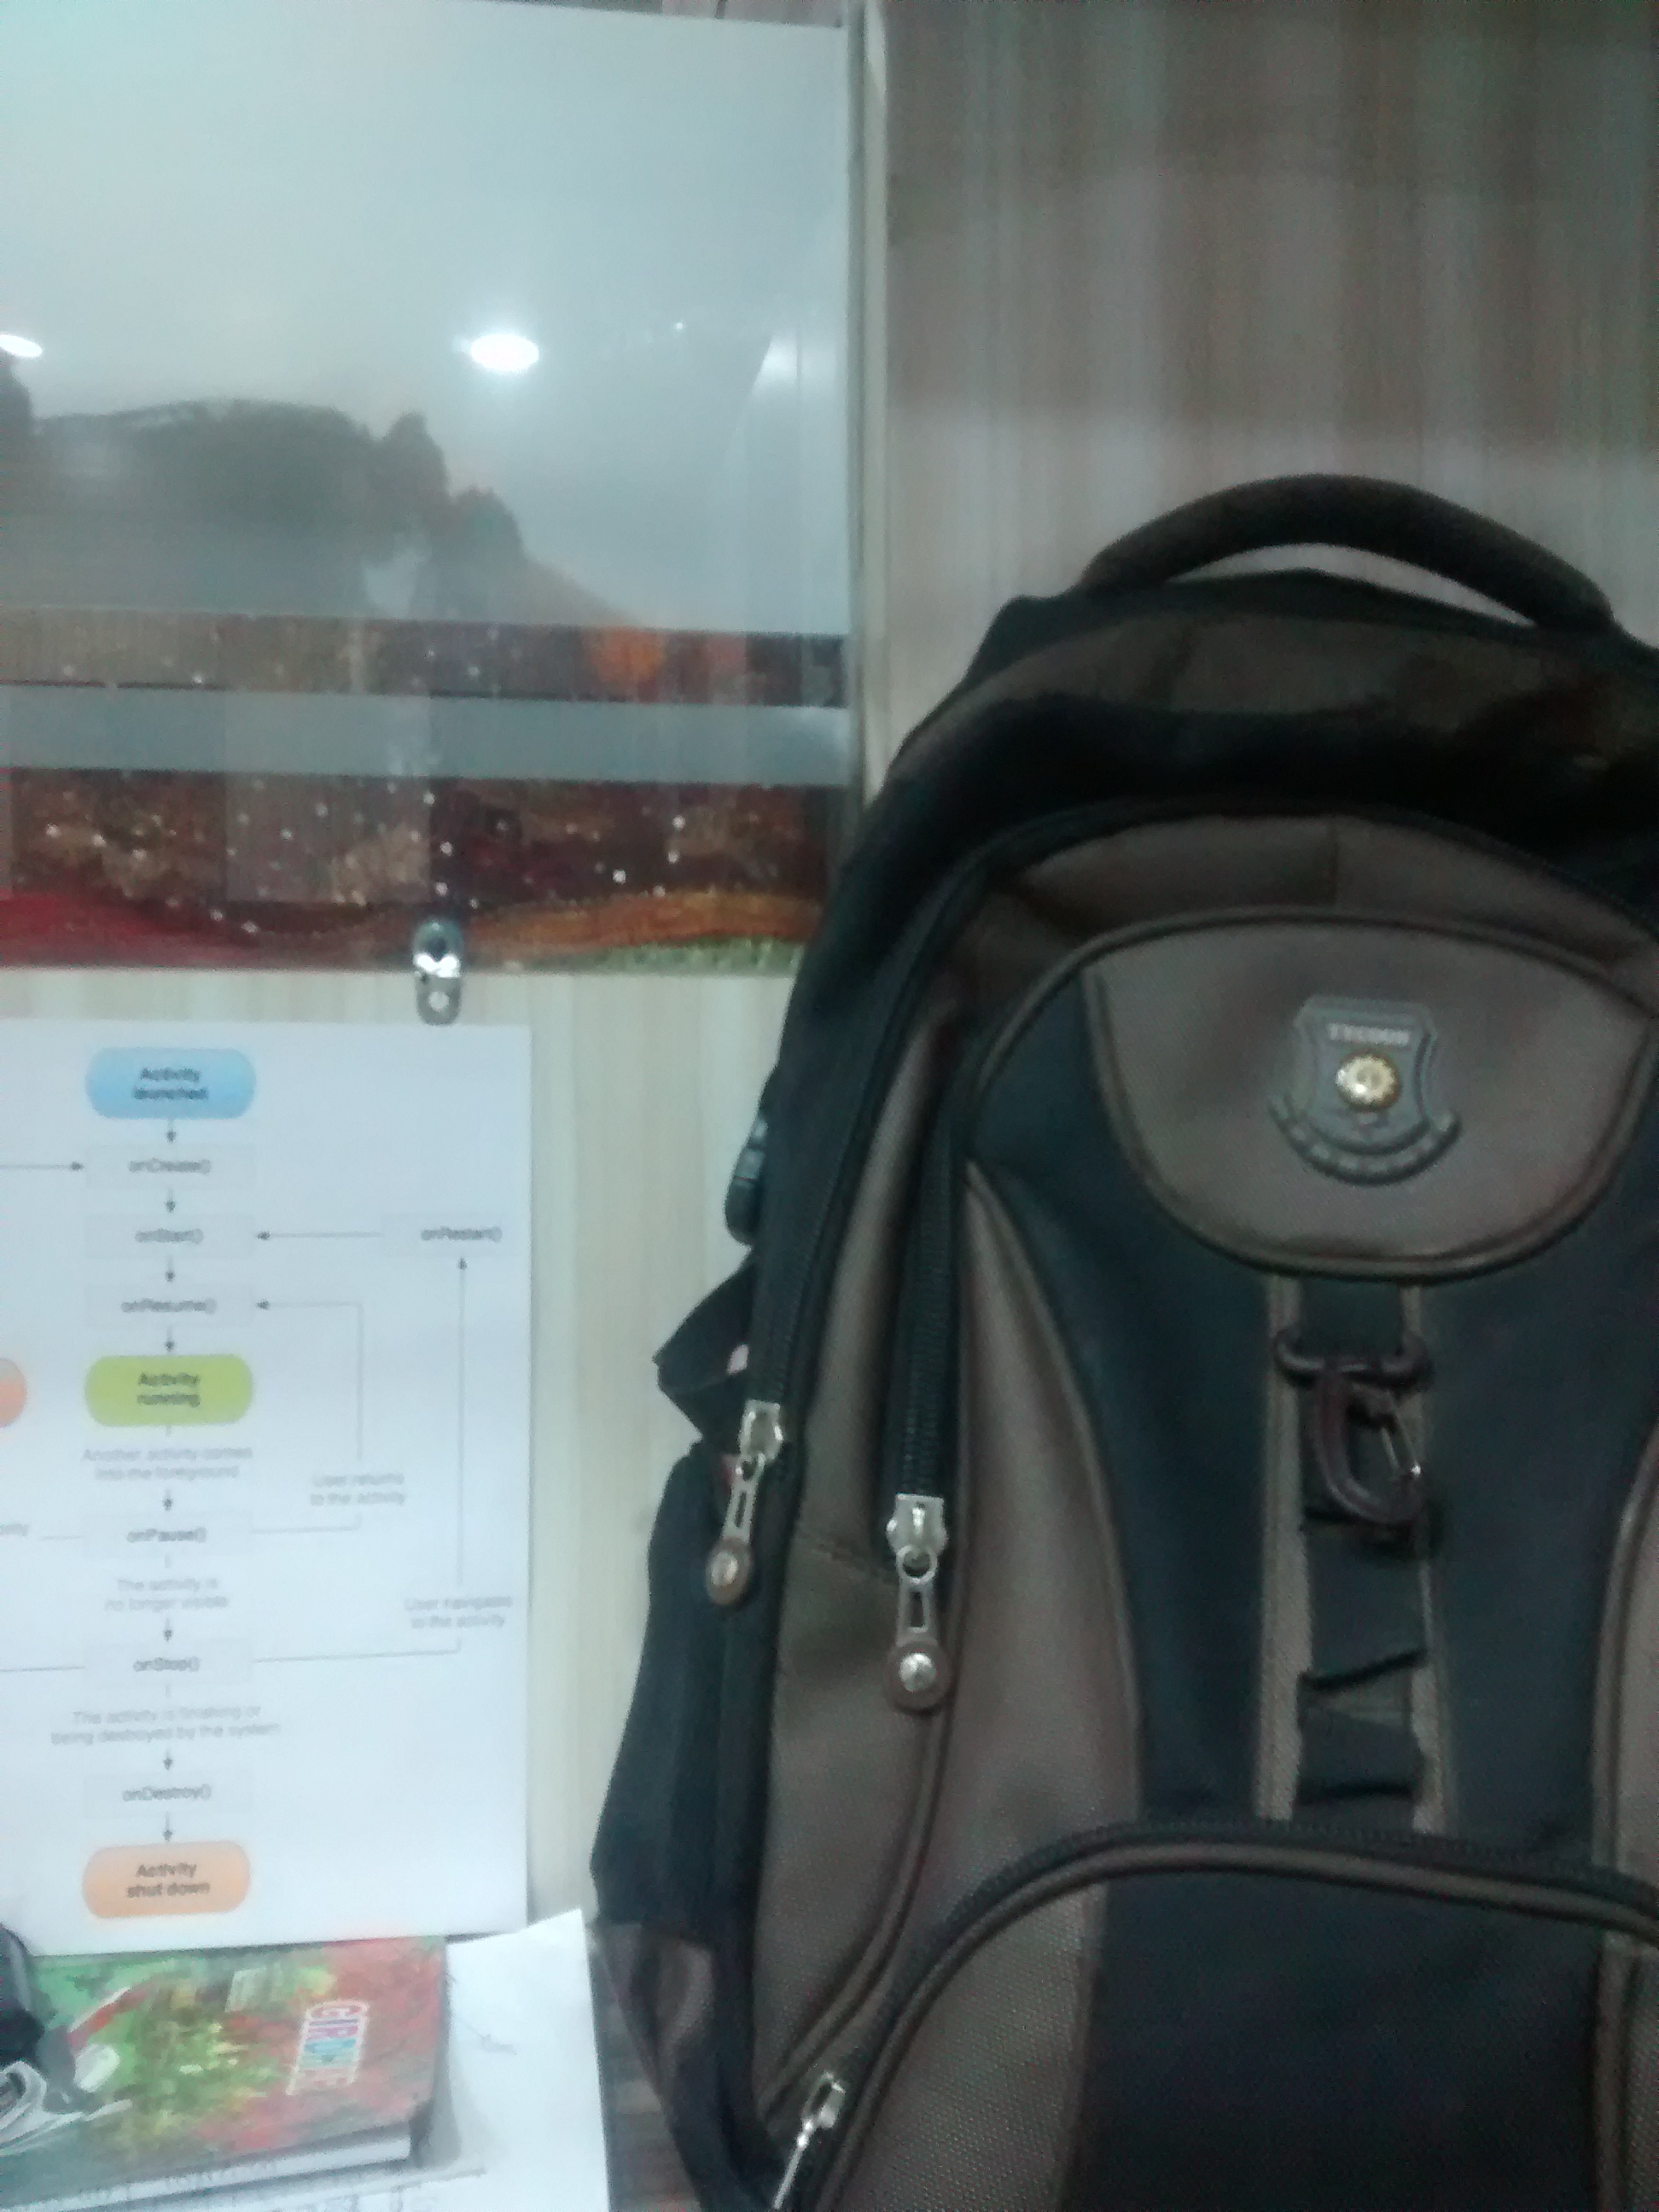 Activity
launched
onCreate()
onStart()
onRestart()
onResume()
Activity
running
Another activity comes
into the foreground
User returns
to the activity
onPause()
The activity is
no longer visible
User navigates
to the activity
onStop()
The activity is finishing or
being destroyed by the system
onDestroy()
Activity
shut down
TYCOON